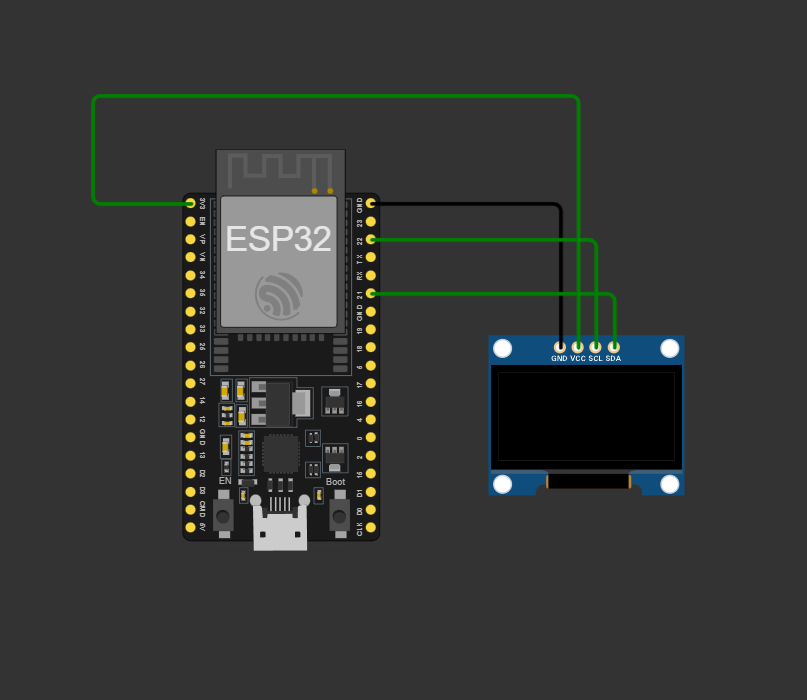 ESP32
3V3
EN
VP
VN
34
35
32
33
25
26
27
14
12
GND
13
D2
D3
CMD
5V
GND
23
22
TX
RX
21
GND
19
18
5
17
16
4
0
2
15
D1
D0
CLK
EN
Boot
GND VCC SCL SDA